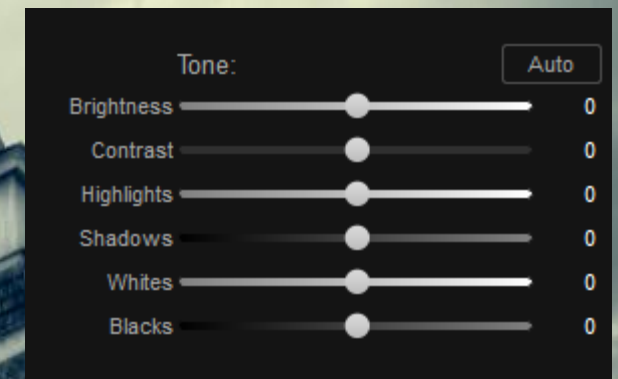 Tone: Auto
Brightness 0
Contrast 0
Highlights 0
Shadows 0
Whites 0
Blacks 0